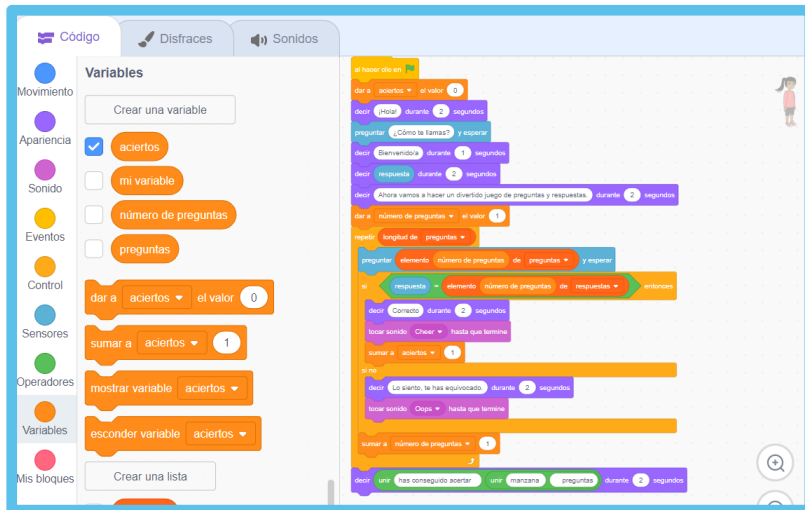 Código
Disfraces
Sonidos
Movimiento
Apariencia
Sonido
Eventos
Control
Sensores
Operadores
Variables
Mis bloques
Variables
Crear una variable
aciertos
mi variable
número de preguntas
preguntas
dar a aciertos el valor 0
sumar a aciertos 1
mostrar variable aciertos
esconder variable aciertos
Crear una lista
al hacer clic en
dar a aciertos el valor 0
decir ¡Hola! durante 2 segundos
preguntar ¿Cómo te llamas? y esperar
decir Bienvenido/a durante 1 segundos
decir respuesta durante 2 segundos
decir Ahora vamos a hacer un divertido juego de preguntas y respuestas. durante 2 segundos
dar a número de preguntas el valor 1
repetir longitud de preguntas
preguntar elemento número de preguntas de preguntas y esperar
si respuesta = elemento número de preguntas de respuestas entonces
decir Correcto durante 2 segundos
tocar sonido Cheer hasta que termine
sumar a aciertos 1
si no
decir Lo siento, te has equivocado. durante 2 segundos
tocar sonido Oops hasta que termine
sumar a número de preguntas 1
decir unir has conseguido acertar unir manzana preguntas durante 2 segundos